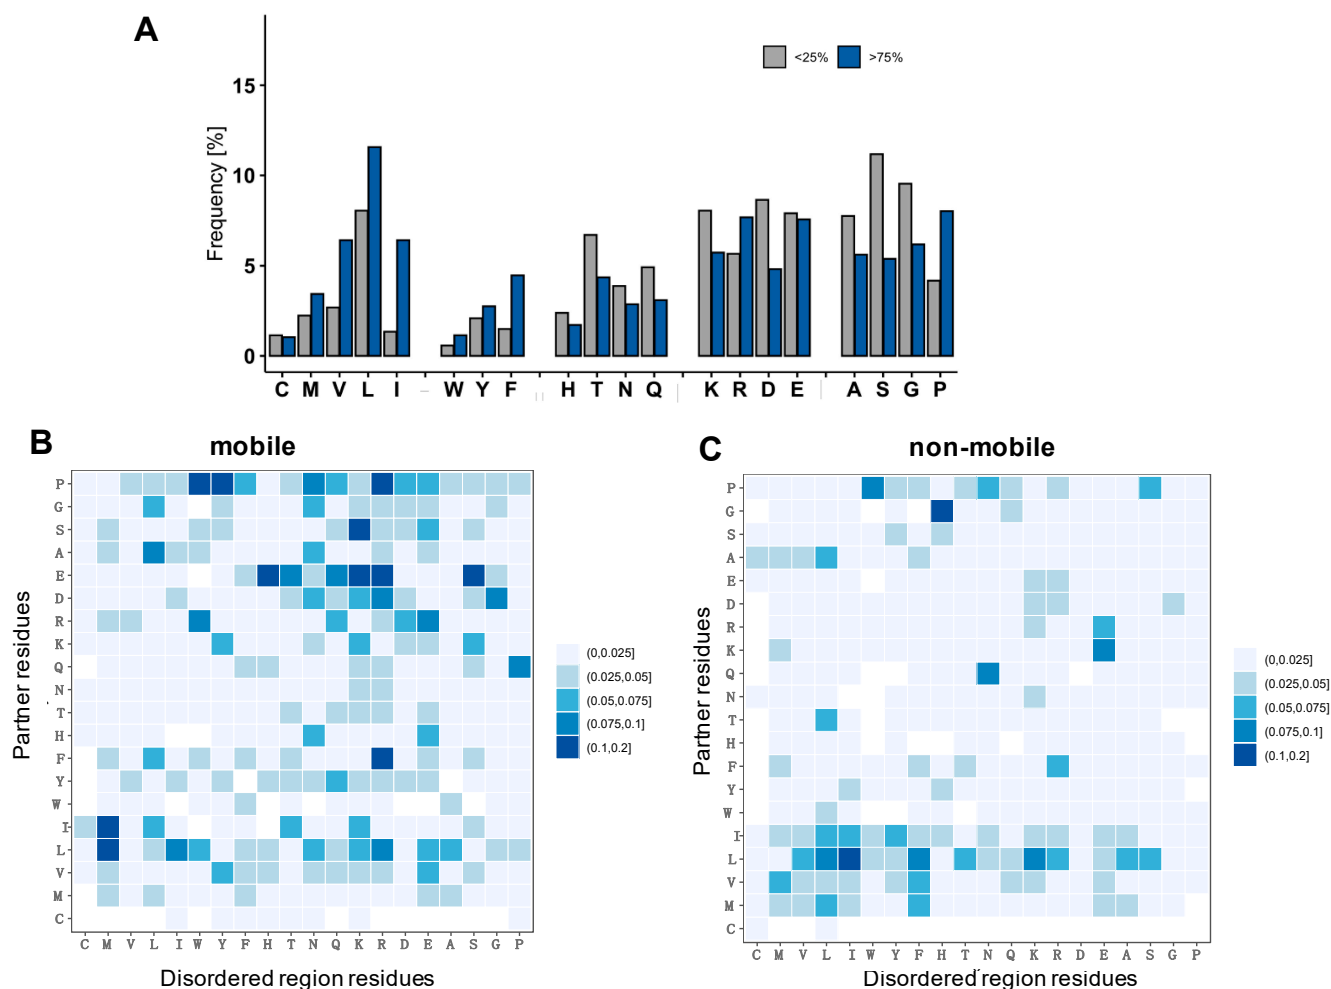 A
<25% >75%
Frequency [%]
15
10
5
0
C M V L I W Y F H T N Q K R D E A S G P
B mobile
Partner residues
P
G
S
A
E
D
R
K
Q
N
T
H
F
Y
W
I
L
V
M
C
C M V L I W Y F H T N Q K R D E A S G P
Disordered region residues
(0,0.025]
(0.025,0.05]
(0.05,0.075]
(0.075,0.1]
(0.1,0.2]
C non-mobile
Partner residues
P
G
S
A
E
D
R
K
Q
N
T
H
F
Y
W
I
L
V
M
C
C M V L I W Y F H T N Q K R D E A S G P
Disordered region residues
(0,0.025]
(0.025,0.05]
(0.05,0.075]
(0.075,0.1]
(0.1,0.2]